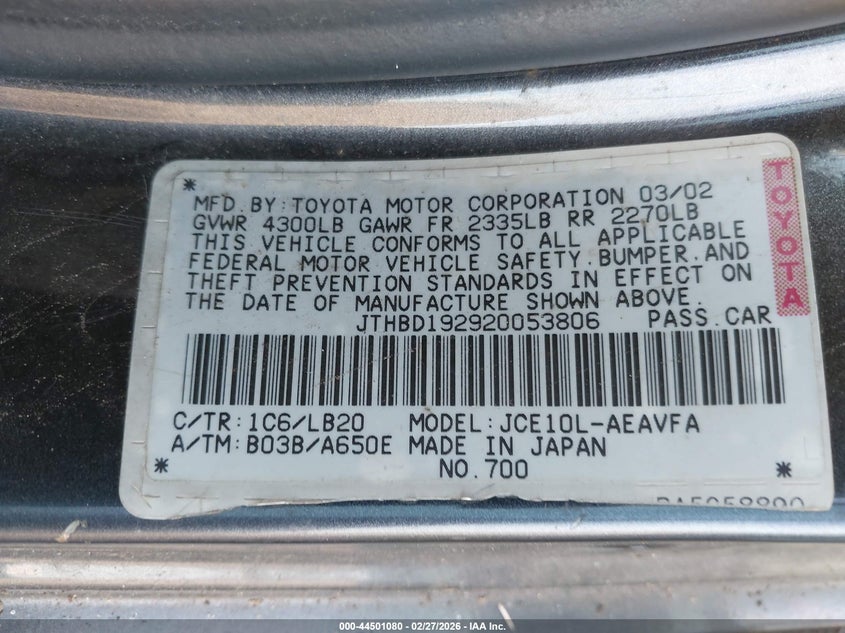 * MFD. BY: TOYOTA MOTOR CORPORATION 03/02
GVWR 4300LB GAWR FR 2335LB RR 2270LB
THIS VEHICLE CONFORMS TO ALL APPLICABLE
FEDERAL MOTOR VEHICLE SAFETY.BUMPER.AND
THEFT PREVENTION STANDARDS IN EFFECT ON
THE DATE OF MANUFACTURE SHOWN ABOVE.
JTHBD192920053806 PASS.CAR
TOYOTA
C/TR:1C6/LB20 MODEL:JCE10L-AEAVFA
A/TM:B03B/A650E MADE IN JAPAN
* NO.700 *
000-44501080 - 02/27/2026 - IAA Inc.